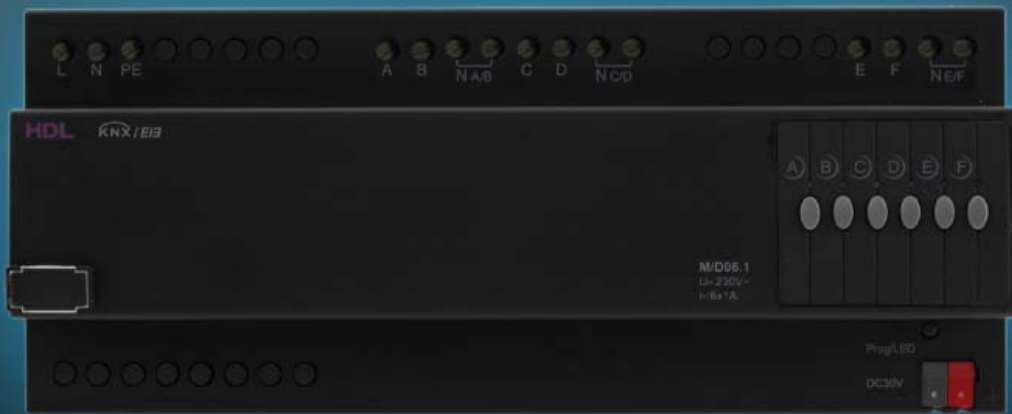 L N PE A B N A/B C D N C/D E F N E/F
HDL KNX/EIB
A B C D E F
M/D06.1
U=230V~
I=6x1A
Prog/LED
DC30V